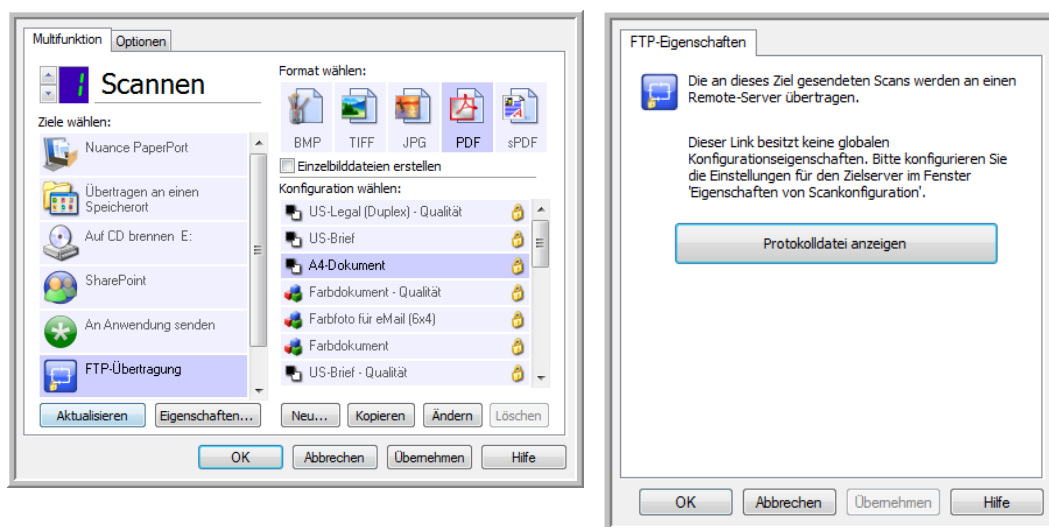 Multifunktion
Optionen
1
Scannen
Ziele wählen:
Nuance PaperPort
Übertragen an einen
Speicherort
Auf CD brennen E:
SharePoint
An Anwendung senden
FTP-Übertragung
Aktualisieren
Eigenschaften...
Format wählen:
BMP
TIFF
JPG
PDF
sPDF
Einzelbilddateien erstellen
Konfiguration wählen:
US-Legal (Duplex) - Qualität
US-Brief
A4-Dokument
Farbdokument - Qualität
Farbfoto für eMail (6x4)
Farbdokument
US-Brief - Qualität
Neu...
Kopieren
Ändern
Löschen
OK
Abbrechen
Übernehmen
Hilfe
FTP-Eigenschaften
Die an dieses Ziel gesendeten Scans werden an einen
Remote-Server übertragen.
Dieser Link besitzt keine globalen
Konfigurationseigenschaften. Bitte konfigurieren Sie
die Einstellungen für den Zielserver im Fenster
'Eigenschaften von Scankonfiguration'.
Protokolldatei anzeigen
OK
Abbrechen
Übernehmen
Hilfe